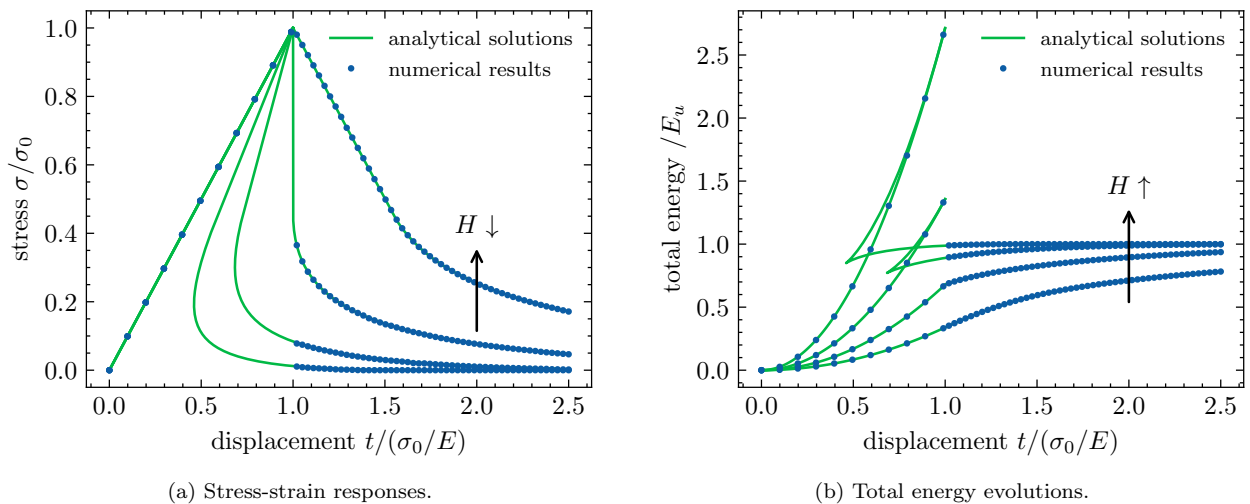 analytical solutions
numerical results
H ↓
1.0
0.8
0.6
0.4
0.2
0.0
stress σ/σ₀
0.0 0.5 1.0 1.5 2.0 2.5
displacement t/(σ₀/E)
(a) Stress-strain responses.
analytical solutions
numerical results
H ↑
2.5
2.0
1.5
1.0
0.5
0.0
total energy /Eᵤ
0.0 0.5 1.0 1.5 2.0 2.5
displacement t/(σ₀/E)
(b) Total energy evolutions.